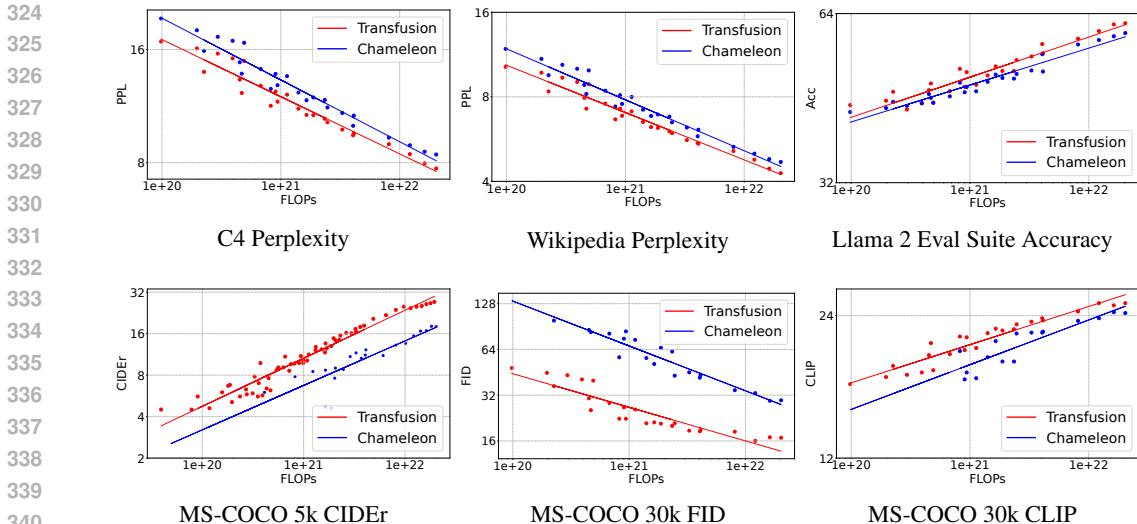 324
325
326
327
328
329
330
331
332
333
334
335
336
337
338
339
340
16
8
PPL
1e+20
1e+21
1e+22
FLOPs
Transfusion
Chameleon
C4 Perplexity
16
8
4
PPL
1e+20
1e+21
1e+22
FLOPs
Transfusion
Chameleon
Wikipedia Perplexity
64
32
Acc
1e+20
1e+21
1e+22
FLOPs
Transfusion
Chameleon
Llama 2 Eval Suite Accuracy
32
16
8
4
2
CIDEr
1e+20
1e+21
1e+22
FLOPs
Transfusion
Chameleon
MS-COCO 5k CIDEr
128
64
32
16
FID
1e+20
1e+21
1e+22
FLOPs
Transfusion
Chameleon
MS-COCO 30k FID
24
12
CLIP
1e+20
1e+21
1e+22
FLOPs
Transfusion
Chameleon
MS-COCO 30k CLIP